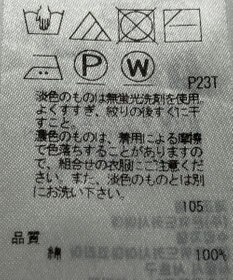 P W
P23T
淡色のものは無蛍光洗剤を使用、
よくすすぎ、絞りの後すぐに干
すこと。
濃色のものは、着用による摩擦
で色落ちすることがありますの
で、組合せの衣服にご注意くださ
い。また、淡色のものとは別
にお洗い下さい。
105
品質
綿 100%